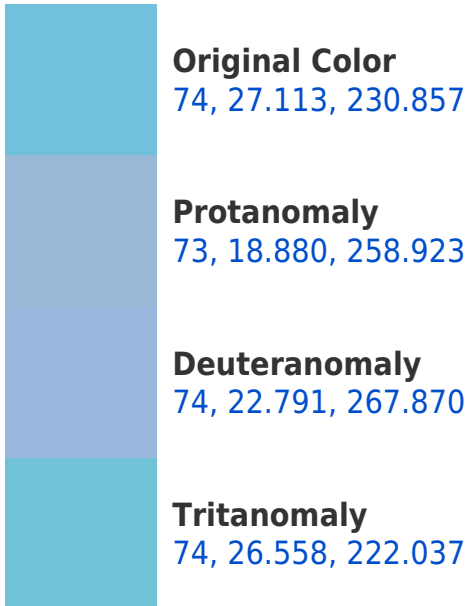 Original Color
74, 27.113, 230.857
Protanomaly
73, 18.880, 258.923
Deuteranomaly
74, 22.791, 267.870
Tritanomaly
74, 26.558, 222.037